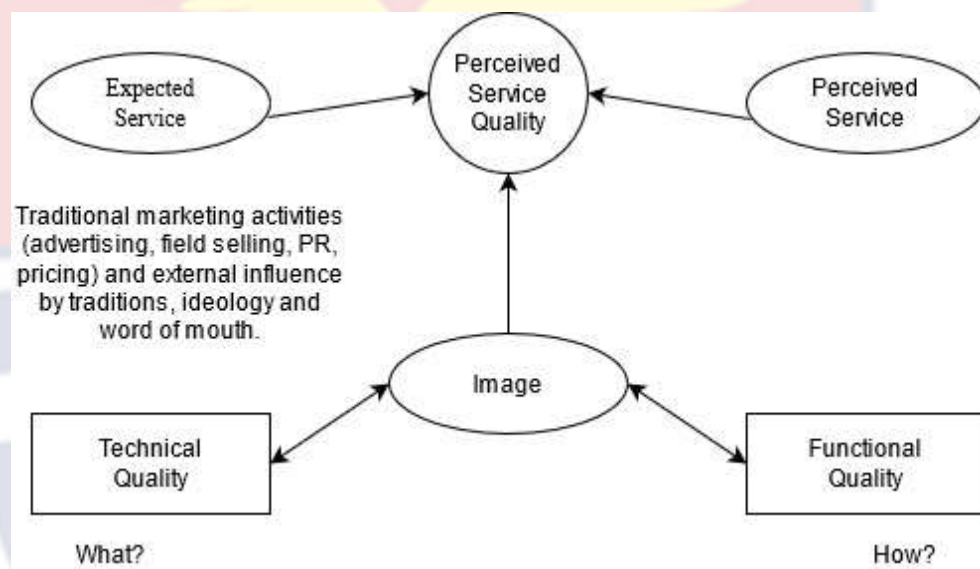 Expected
Service
Perceived
Service
Quality
Perceived
Service
Traditional marketing activities
(advertising, field selling, PR,
pricing) and external influence
by traditions, ideology and
word of mouth.
Image
Technical
Quality
Functional
Quality
What?
How?